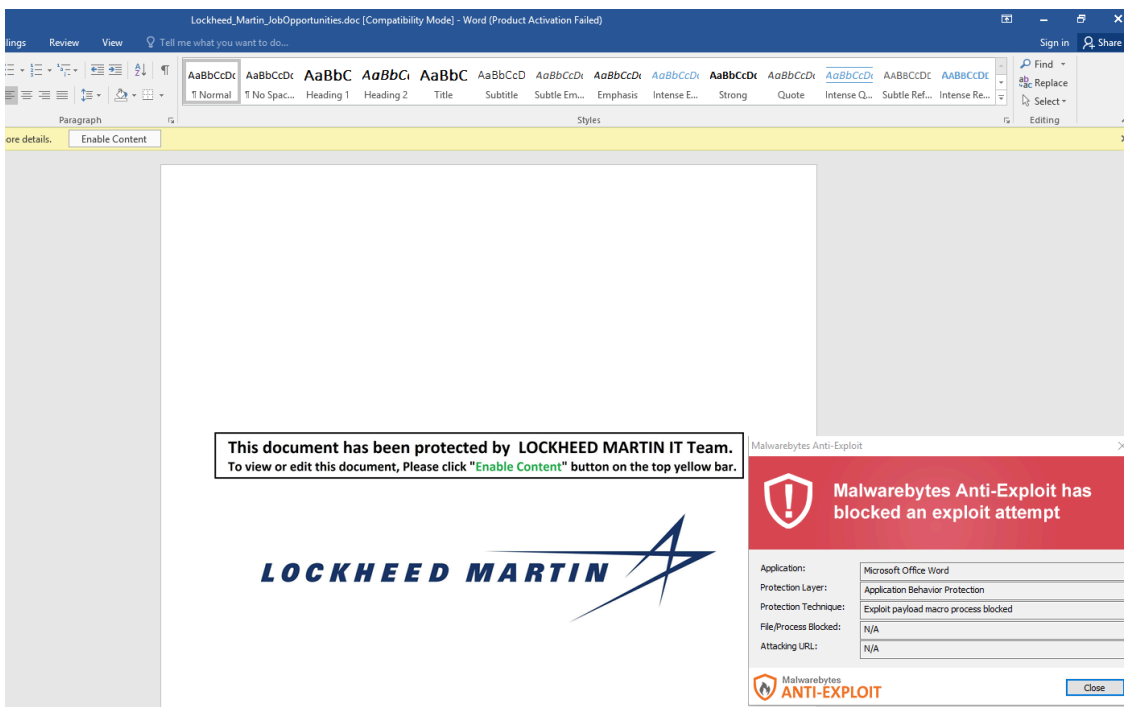 Lockheed_Martin_JobOpportunities.doc [Compatibility Mode] - Word (Product Activation Failed)
lings Review View Tell me what you want to do... Sign in Share
AaBbCcDc AaBbCcDc AaBbC AaBbCc AaBbC AaBbCcD AaBbCcDc AaBbCcDc AaBbCcDc AaBbCcDc AaBbCcDc AaBbCcDc AABBCCDC AABBCCDC
¶ Normal ¶ No Spac... Heading 1 Heading 2 Title Subtitle Subtle Em... Emphasis Intense E... Strong Quote Intense Q... Subtle Ref... Intense Re...
Find
Replace
Select
Paragraph Styles Editing
ore details. Enable Content
This document has been protected by LOCKHEED MARTIN IT Team.
To view or edit this document, Please click "Enable Content" button on the top yellow bar.
LOCKHEED MARTIN
Malwarebytes Anti-Exploit
Malwarebytes Anti-Exploit has
blocked an exploit attempt
Application: Microsoft Office Word
Protection Layer: Application Behavior Protection
Protection Technique: Exploit payload macro process blocked
File/Process Blocked: N/A
Attacking URL: N/A
Malwarebytes
ANTI-EXPLOIT
Close